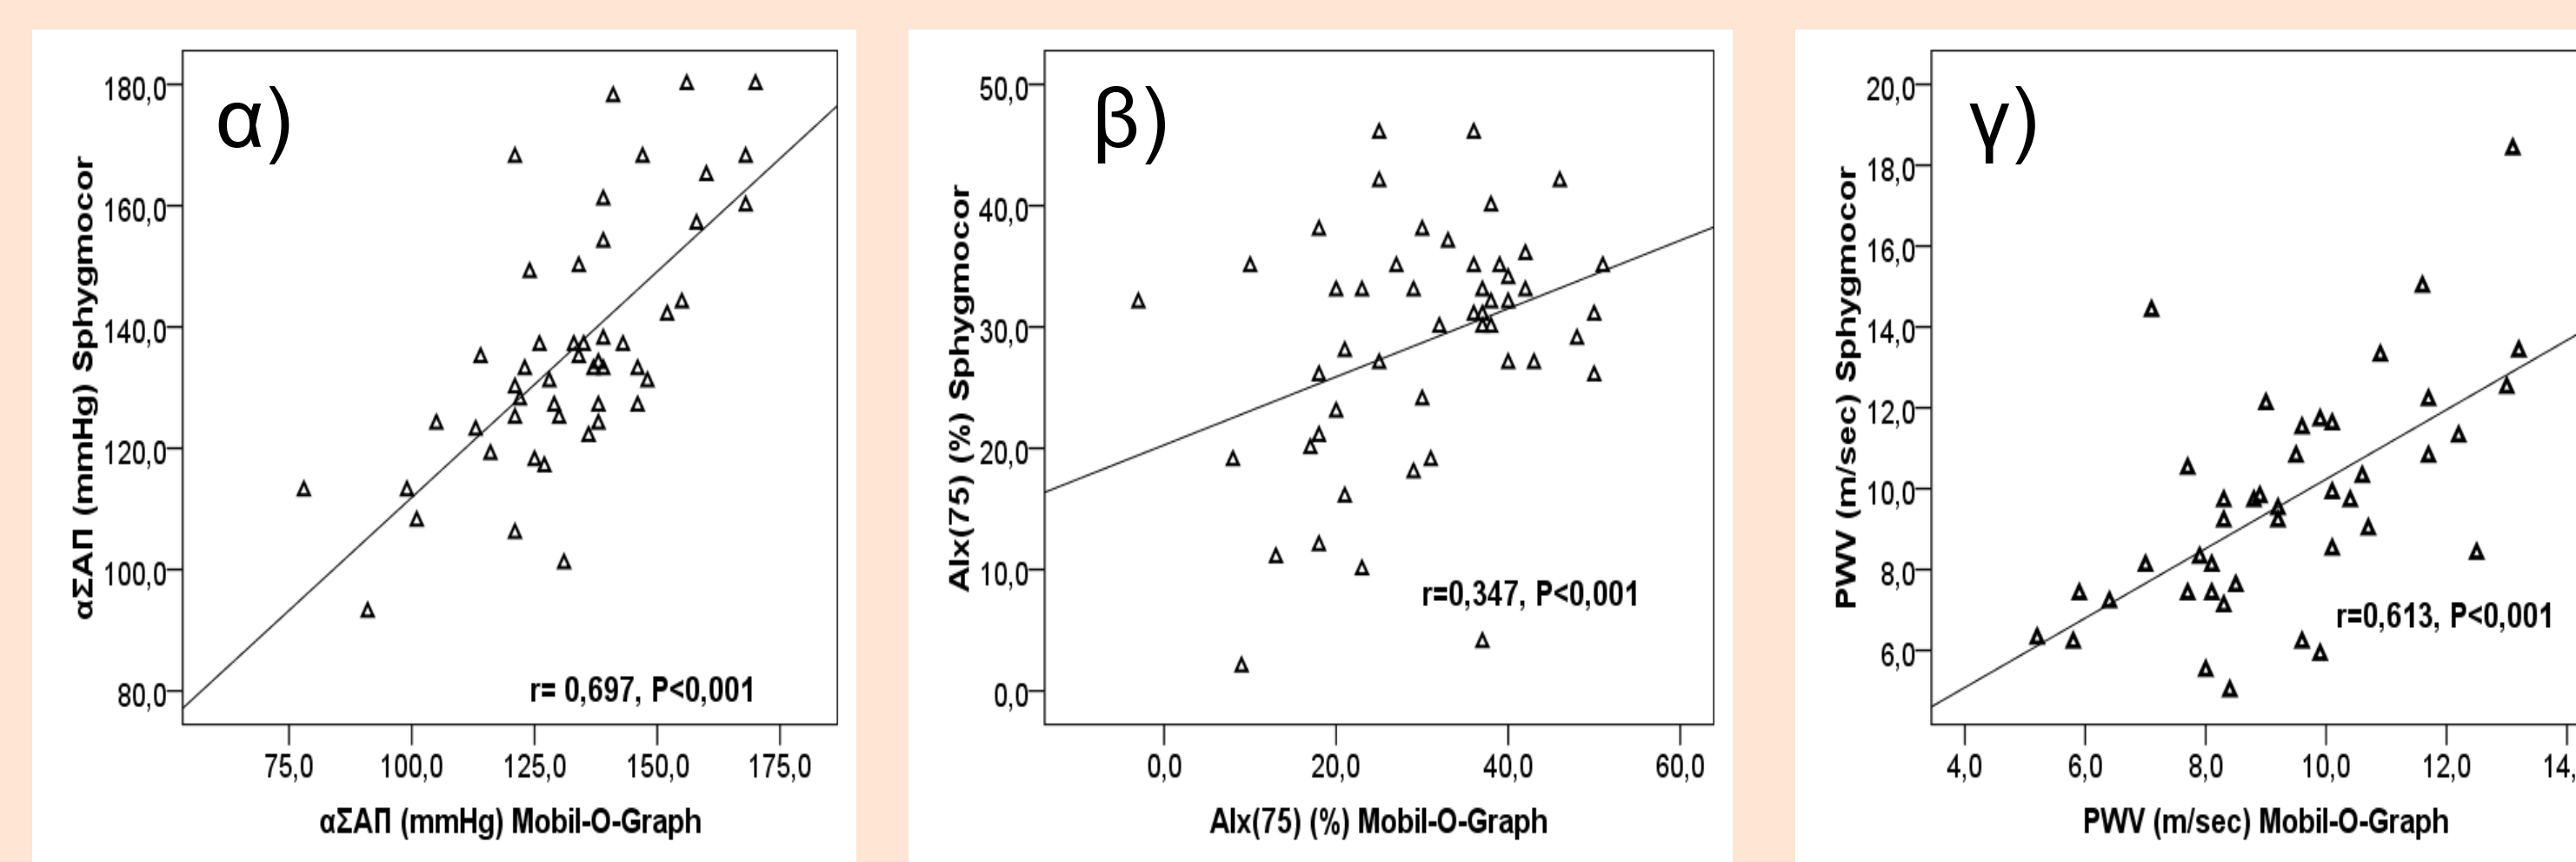 α)
αΣΑΠ (mmHg) Sphygmocor
180,0
160,0
140,0
120,0
100,0
80,0
r= 0,697, P<0,001
75,0 100,0 125,0 150,0 175,0
αΣΑΠ (mmHg) Mobil-O-Graph
β)
AIx(75) (%) Sphygmocor
50,0
40,0
30,0
20,0
10,0
0,0
r=0,347, P<0,001
0,0 20,0 40,0 60,0
AIx(75) (%) Mobil-O-Graph
γ)
PWV (m/sec) Sphygmocor
20,0
18,0
16,0
14,0
12,0
10,0
8,0
6,0
r=0,613, P<0,001
4,0 6,0 8,0 10,0 12,0 14,
PWV (m/sec) Mobil-O-Graph